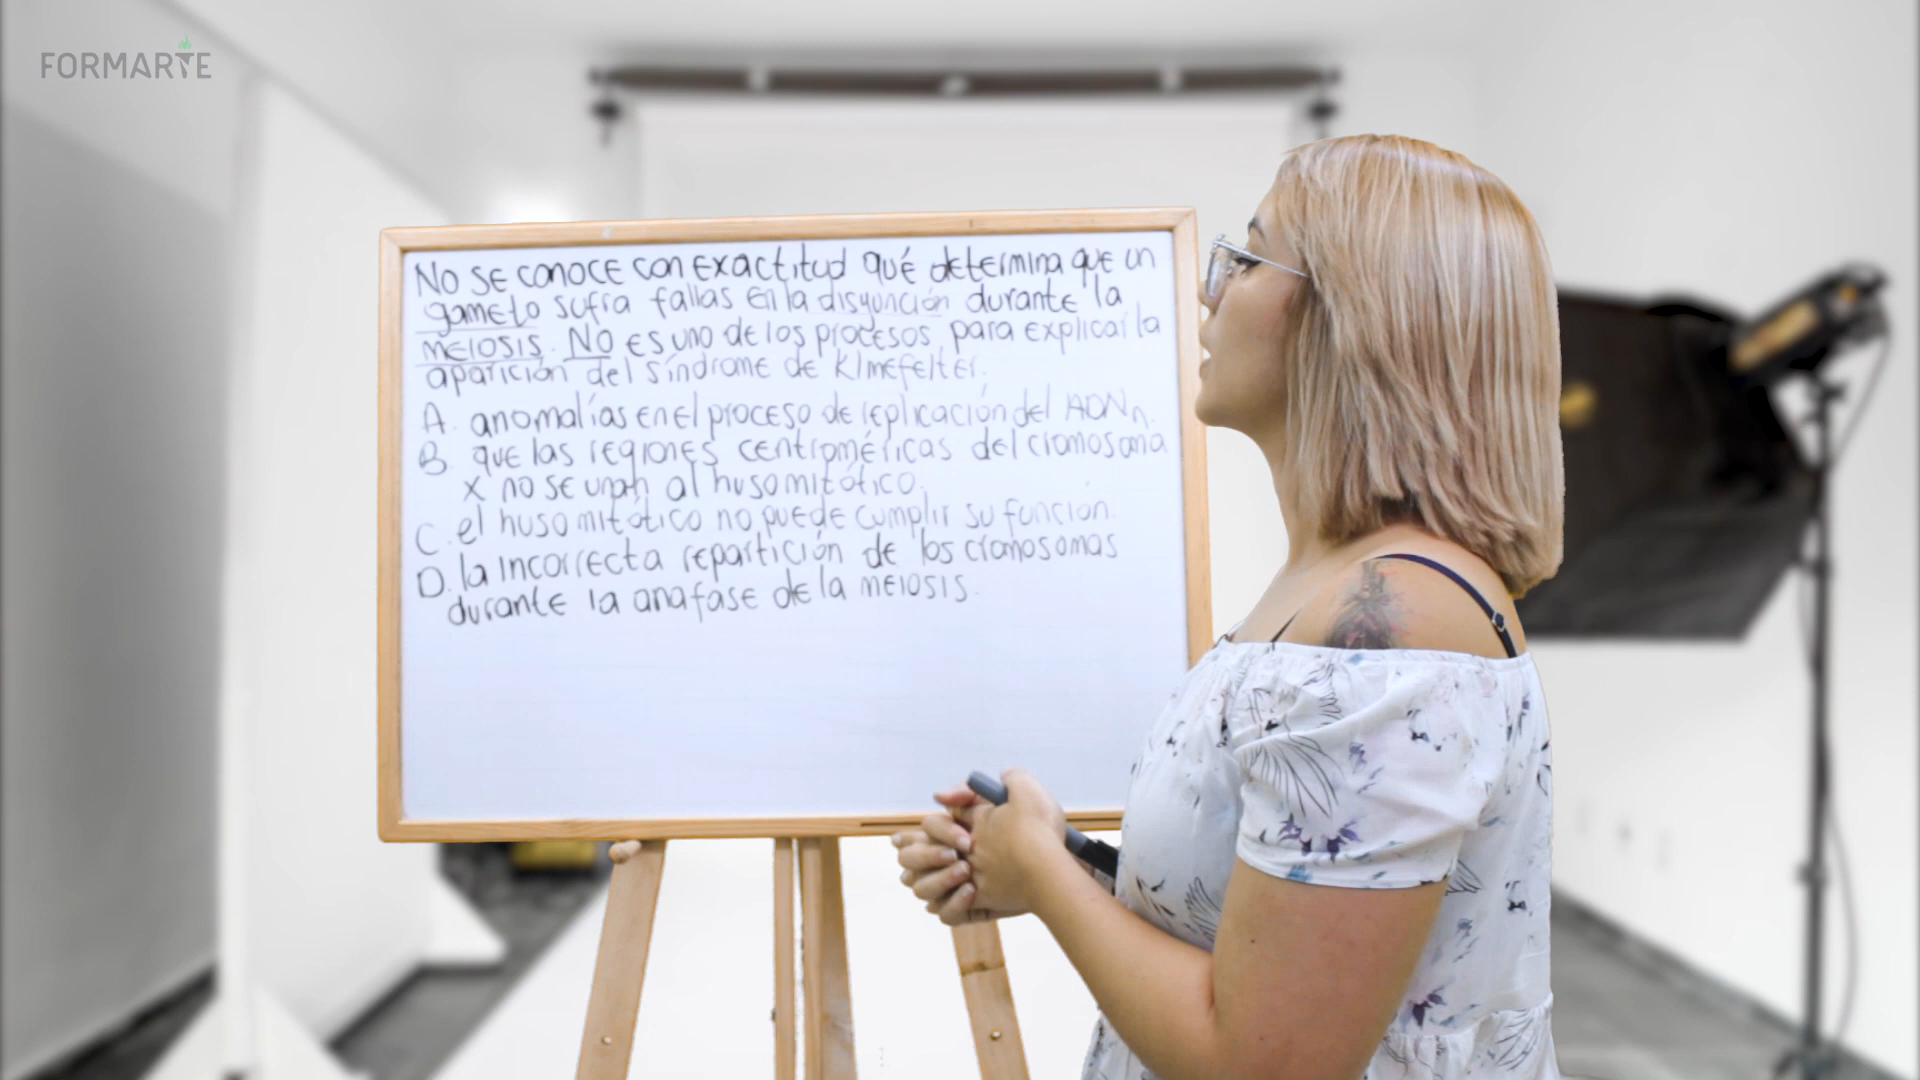 FORMARTE
No se conoce con exactitud qué determina que un
gameto sufra fallas en la disyunción durante la
meiosis. NO es uno de los procesos para explicar la
aparición del síndrome de Klinefelter.
A. anomalías en el proceso de replicación del ADNn.
B. que las regiones centroméricas del cromosoma
X no se unan al huso mitótico.
C. el huso mitótico no puede cumplir su función.
D. la incorrecta repartición de los cromosomas
durante la anafase de la meiosis.